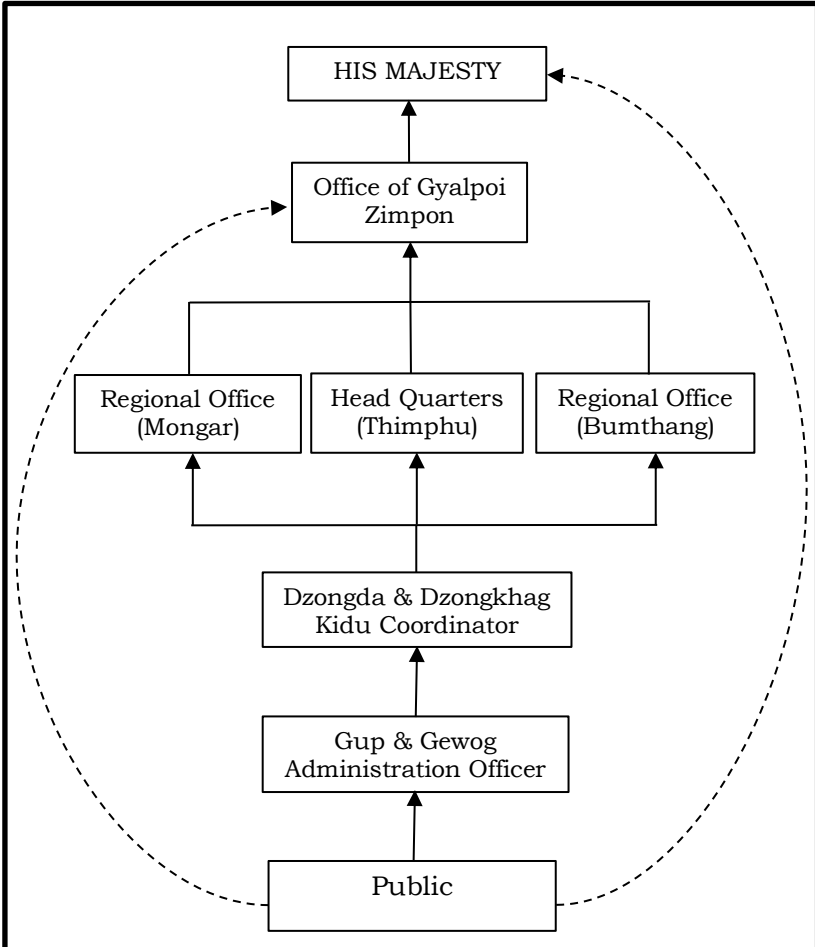 HIS MAJESTY
Office of Gyalpoi
Zimpon
Regional Office
(Mongar)
Head Quarters
(Thimphu)
Regional Office
(Bumthang)
Dzongda & Dzongkhag
Kidu Coordinator
Gup & Gewog
Administration Officer
Public